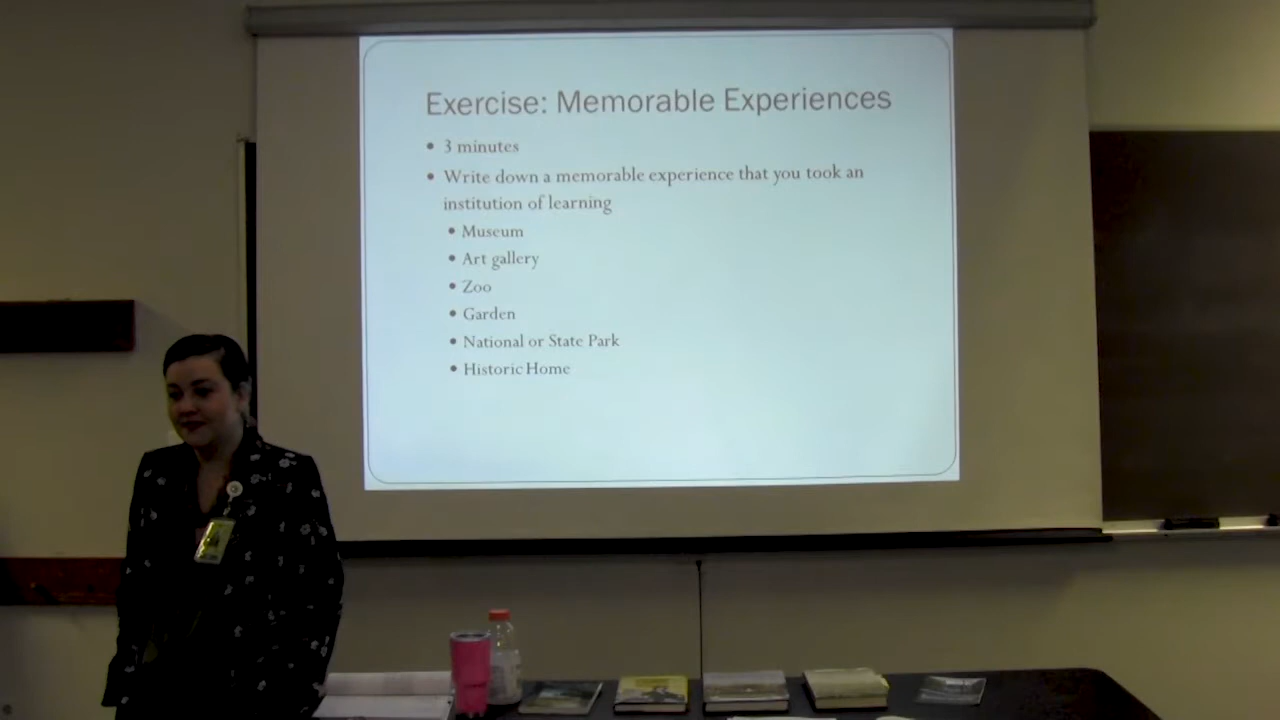 Exercise: Memorable Experiences
• 3 minutes
• Write down a memorable experience that you took an
institution of learning
• Museum
• Art gallery
• Zoo
• Garden
• National or State Park
• Historic Home